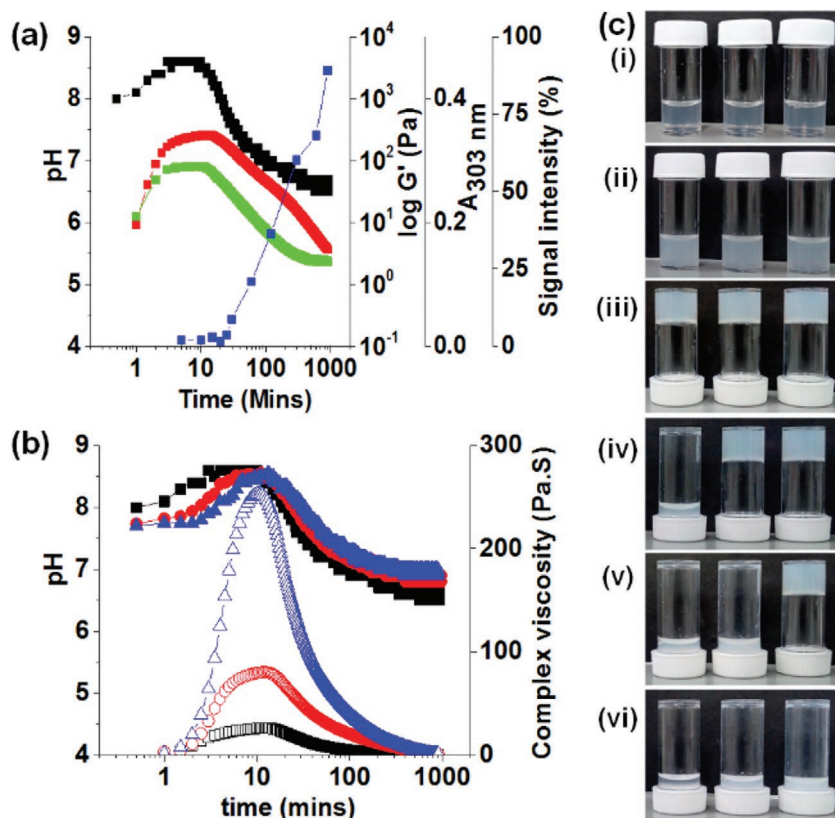 (a)
9
8
7
6
5
4
pH
1
10
100
1000
Time (Mins)
10⁴
10³
10²
10¹
10⁰
10⁻¹
log G' (Pa)
0.4
0.2
0.0
A303 nm
100
75
50
25
0
Signal intensity (%)
(b)
9
8
7
6
5
4
pH
1
10
100
1000
time (mins)
300
200
100
0
Complex viscosity (Pa.S)
(c)
(i)
(ii)
(iii)
(iv)
(v)
(vi)